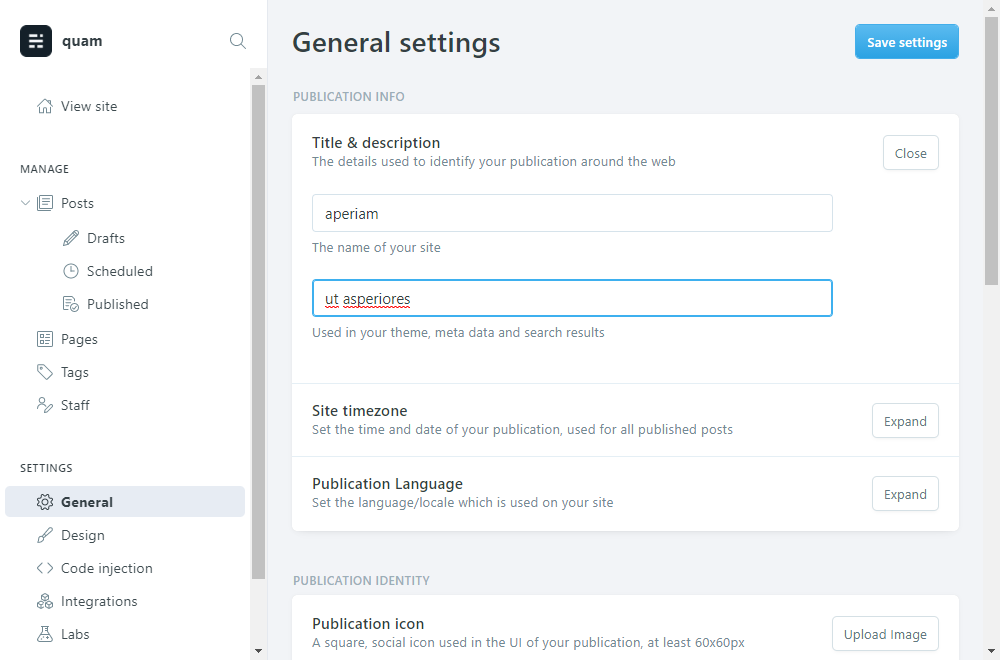 quam
View site
MANAGE
Posts
Drafts
Scheduled
Published
Pages
Tags
Staff
SETTINGS
General
Design
Code injection
Integrations
Labs
General settings
Save settings
PUBLICATION INFO
Title & description
The details used to identify your publication around the web
Close
aperiam
The name of your site
ut asperiores
Used in your theme, meta data and search results
Site timezone
Set the time and date of your publication, used for all published posts
Expand
Publication Language
Set the language/locale which is used on your site
Expand
PUBLICATION IDENTITY
Publication icon
A square, social icon used in the UI of your publication, at least 60x60px
Upload Image